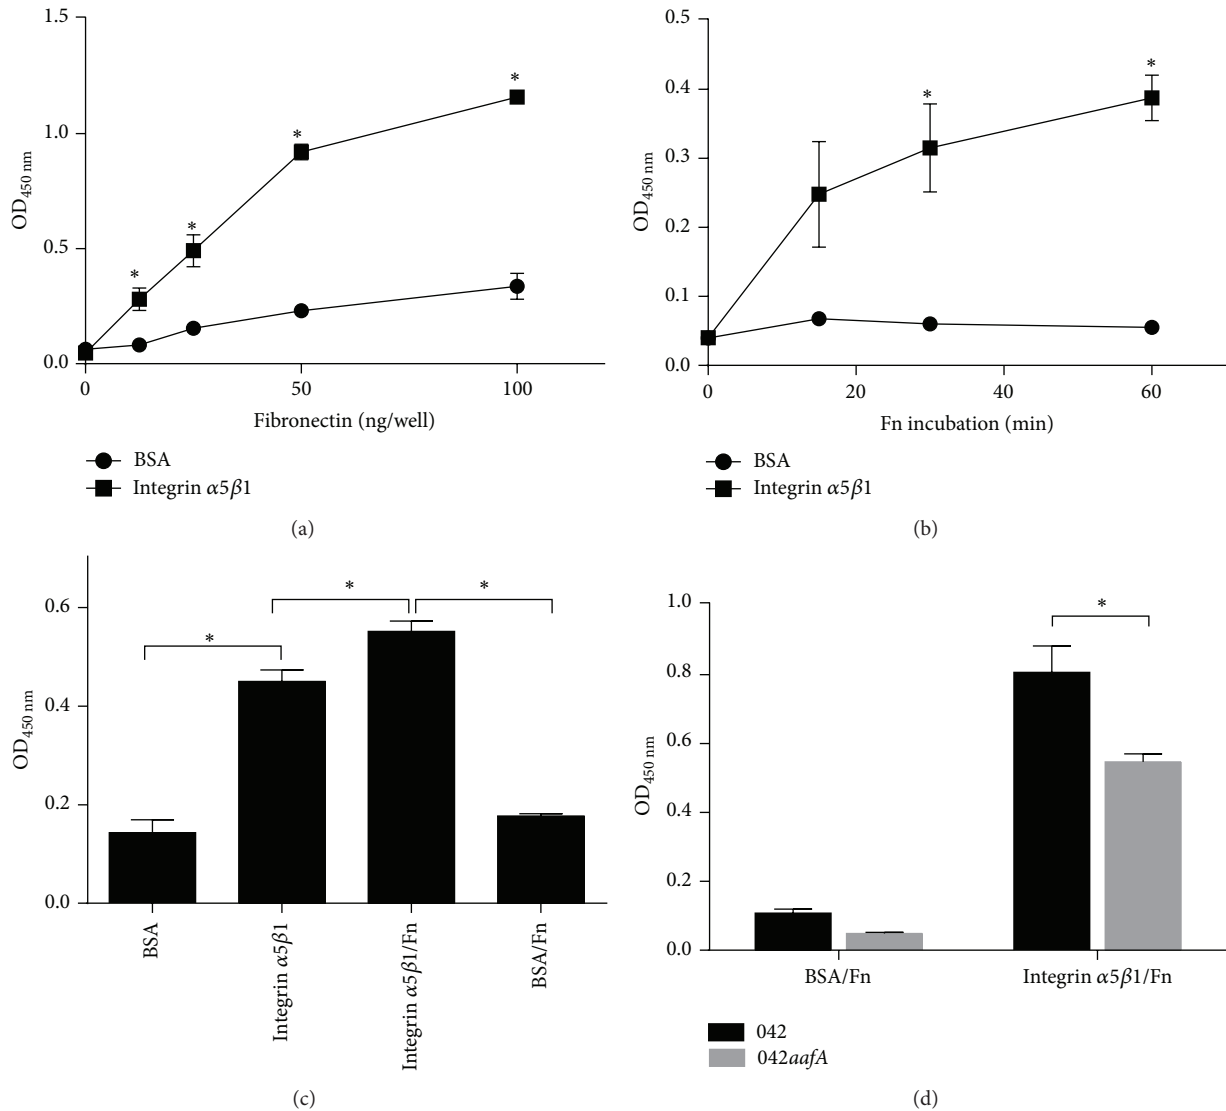 1.5
1.0
0.5
0.0
OD450 nm
*
*
*
*
0
50
100
Fibronectin (ng/well)
BSA
Integrin α5β1
(a)
0.5
0.4
0.3
0.2
0.1
0.0
OD450 nm
*
*
0
20
40
60
Fn incubation (min)
BSA
Integrin α5β1
(b)
0.6
0.4
0.2
0.0
OD450 nm
*
*
*
BSA
Integrin α5β1
Integrin α5β1/Fn
BSA/Fn
(c)
1.0
0.8
0.6
0.4
0.2
0.0
OD450 nm
*
BSA/Fn
Integrin α5β1/Fn
042
042aafA
(d)